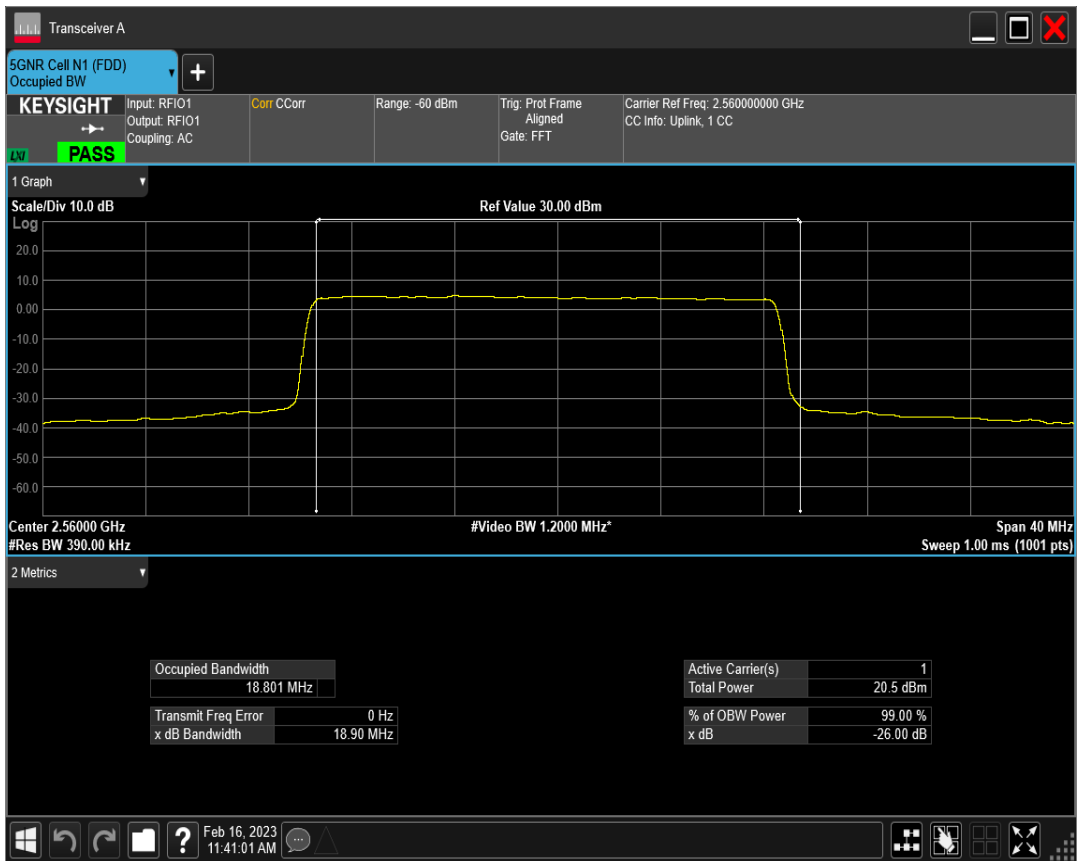 Transceiver A
5GNR Cell N1 (FDD)
Occupied BW
+
KEYSIGHT
LXI
PASS
Input: RFIO1
Output: RFIO1
Coupling: AC
Corr CCorr
Range: -60 dBm
Trig: Prot Frame
Aligned
Gate: FFT
Carrier Ref Freq: 2.560000000 GHz
CC Info: Uplink, 1 CC
1 Graph
Scale/Div 10.0 dB
Ref Value 30.00 dBm
Log
20.0
10.0
0.00
-10.0
-20.0
-30.0
-40.0
-50.0
-60.0
Center 2.56000 GHz
#Video BW 1.2000 MHz*
Span 40 MHz
#Res BW 390.00 kHz
Sweep 1.00 ms (1001 pts)
2 Metrics
Occupied Bandwidth
18.801 MHz
Transmit Freq Error 0 Hz
x dB Bandwidth 18.90 MHz
Active Carrier(s) 1
Total Power 20.5 dBm
% of OBW Power 99.00 %
x dB -26.00 dB
?
Feb 16, 2023
11:41:01 AM